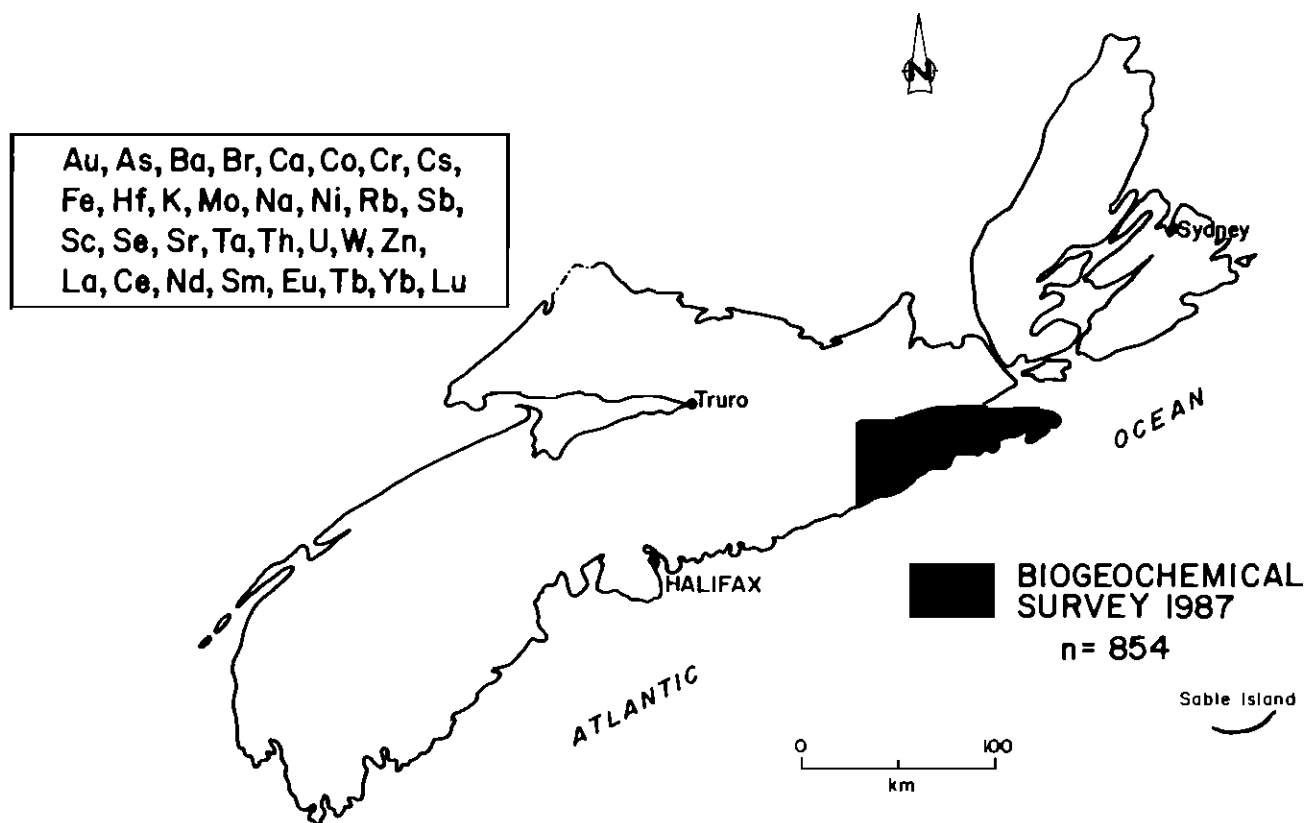 N
Au, As, Ba, Br, Ca, Co, Cr, Cs,
Fe, Hf, K, Mo, Na, Ni, Rb, Sb,
Sc, Se, Sr, Ta, Th, U, W, Zn,
La, Ce, Nd, Sm, Eu, Tb, Yb, Lu
Sydney
Truro
OCEAN
HALIFAX
BIOGEOCHEMICAL
SURVEY 1987
n= 854
ATLANTIC
Sable Island
0 100
km